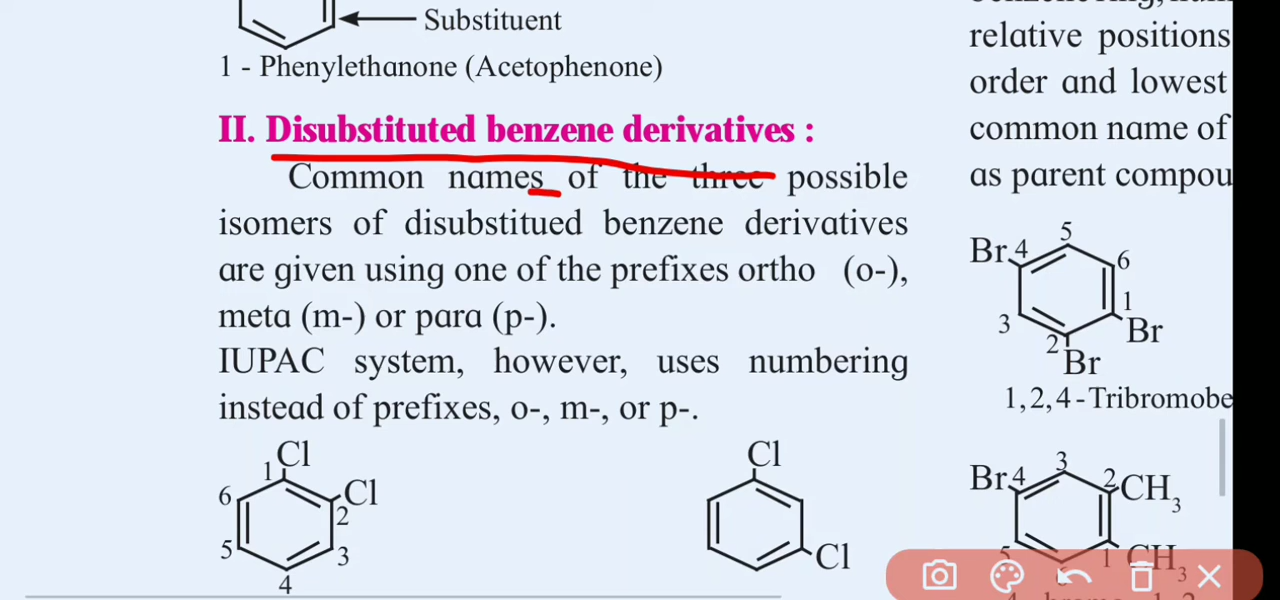 Substituent
1 - Phenylethanone (Acetophenone)
II. Disubstituted benzene derivatives :
Common names of the three possible
isomers of disubstitued benzene derivatives
are given using one of the prefixes ortho (o-),
meta (m-) or para (p-).
IUPAC system, however, uses numbering
instead of prefixes, o-, m-, or p-.
Cl
1
Cl
6
2
5
3
4
Cl
Cl
relative positions
order and lowest
common name of
as parent compou
5
Br 4
6
1
3
Br
2
Br
1,2,4-Tribromobe
3
Br 4
2 CH3
1 CH3